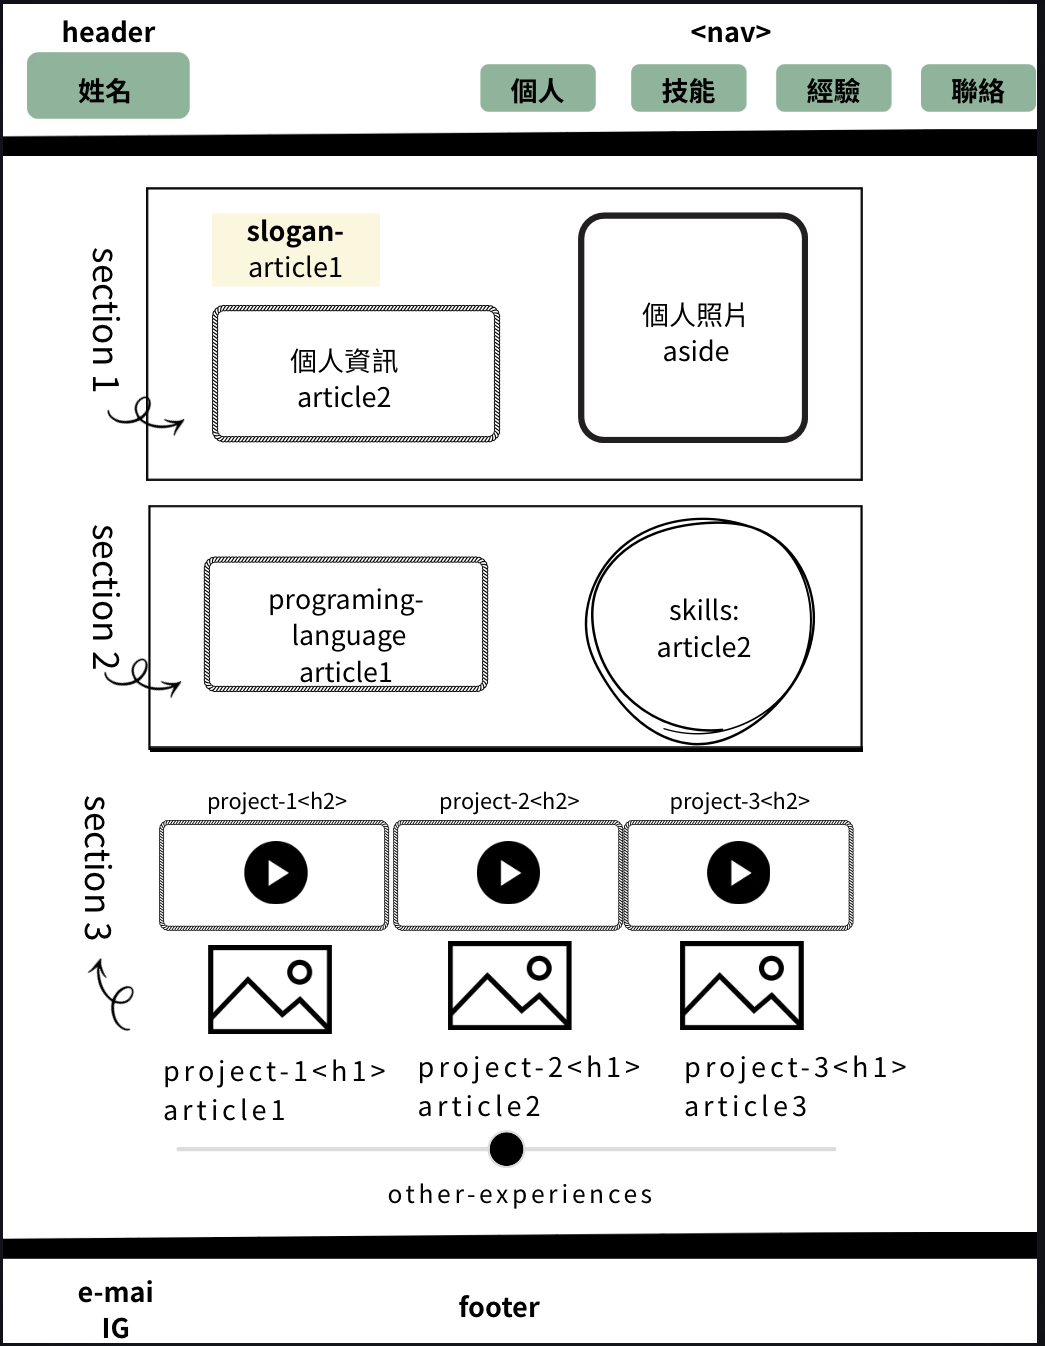 header
<nav>
姓名
個人
技能
經驗
聯絡
section 1
slogan-
article1
個人資訊
article2
個人照片
aside
section 2
programing-
language
article1
skills:
article2
section 3
project-1<h2>
project-2<h2>
project-3<h2>
project-1<h1>
article1
project-2<h1>
article2
project-3<h1>
article3
other-experiences
e-mai
IG
footer